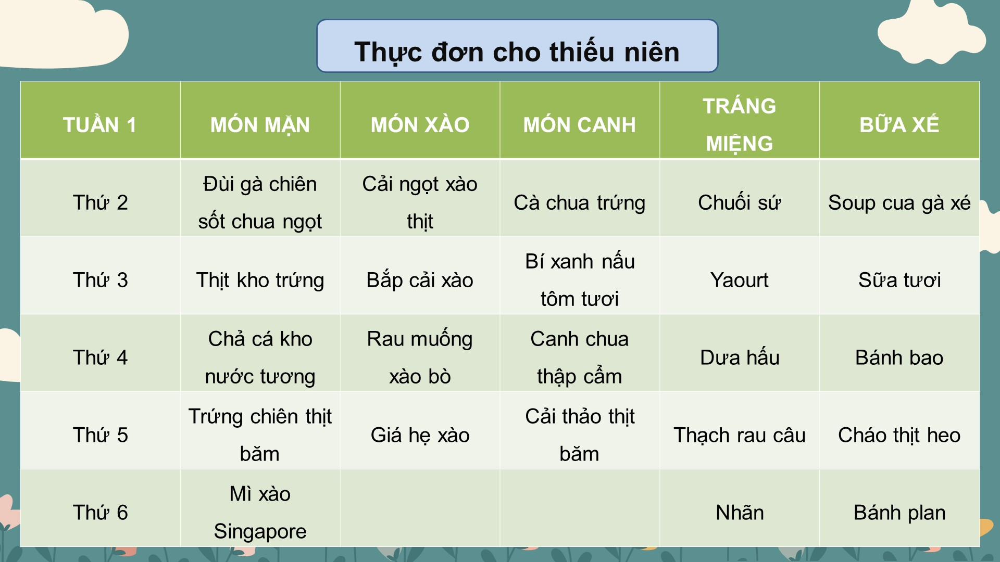 Thực đơn cho thiếu niên
TUẦN 1
MÓN MẶN
MÓN XÀO
MÓN CANH
TRÁNG
MIỆNG
BỮA XẾ
Thứ 2
Đùi gà chiên
sốt chua ngọt
Cải ngọt xào
thịt
Cà chua trứng
Chuối sứ
Soup cua gà xé
Thứ 3
Thịt kho trứng
Bắp cải xào
Bí xanh nấu
tôm tươi
Yaourt
Sữa tươi
Thứ 4
Chả cá kho
nước tương
Rau muống
xào bò
Canh chua
thập cẩm
Dưa hấu
Bánh bao
Thứ 5
Trứng chiên thịt
băm
Giá hẹ xào
Cải thảo thịt
băm
Thạch rau câu
Cháo thịt heo
Thứ 6
Mì xào
Singapore
Nhãn
Bánh plan